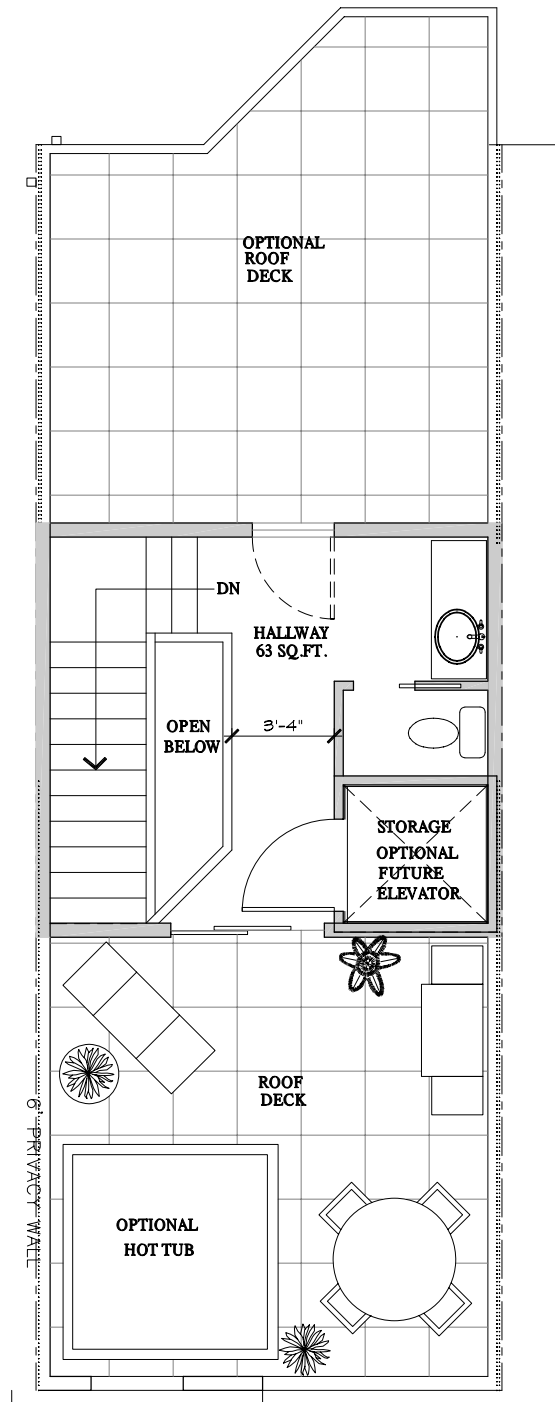 OPTIONAL
ROOF
DECK
DN
HALLWAY
63 SQ.FT.
OPEN
BELOW
3'-4"
STORAGE
OPTIONAL
FUTURE
ELEVATOR
ROOF
DECK
6' PRIVACY WALL
OPTIONAL
HOT TUB